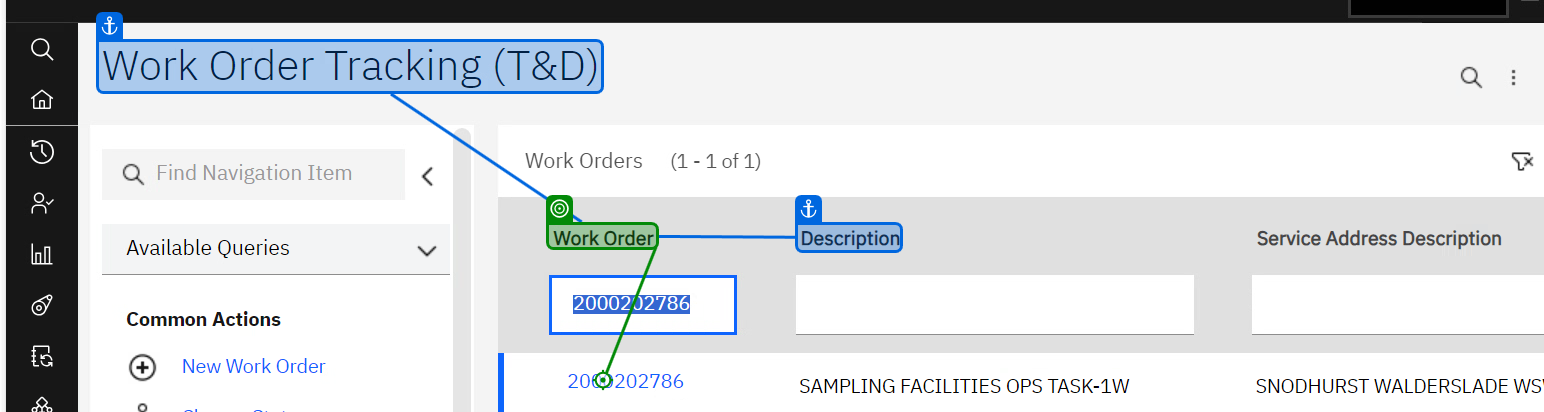 Work Order Tracking (T&D)
Find Navigation Item
Work Orders (1 - 1 of 1)
Available Queries
Work Order Description Service Address Description
2000202786
Common Actions
New Work Order
2000202786 SAMPLING FACILITIES OPS TASK-1W SNODHURST WALDERSLADE